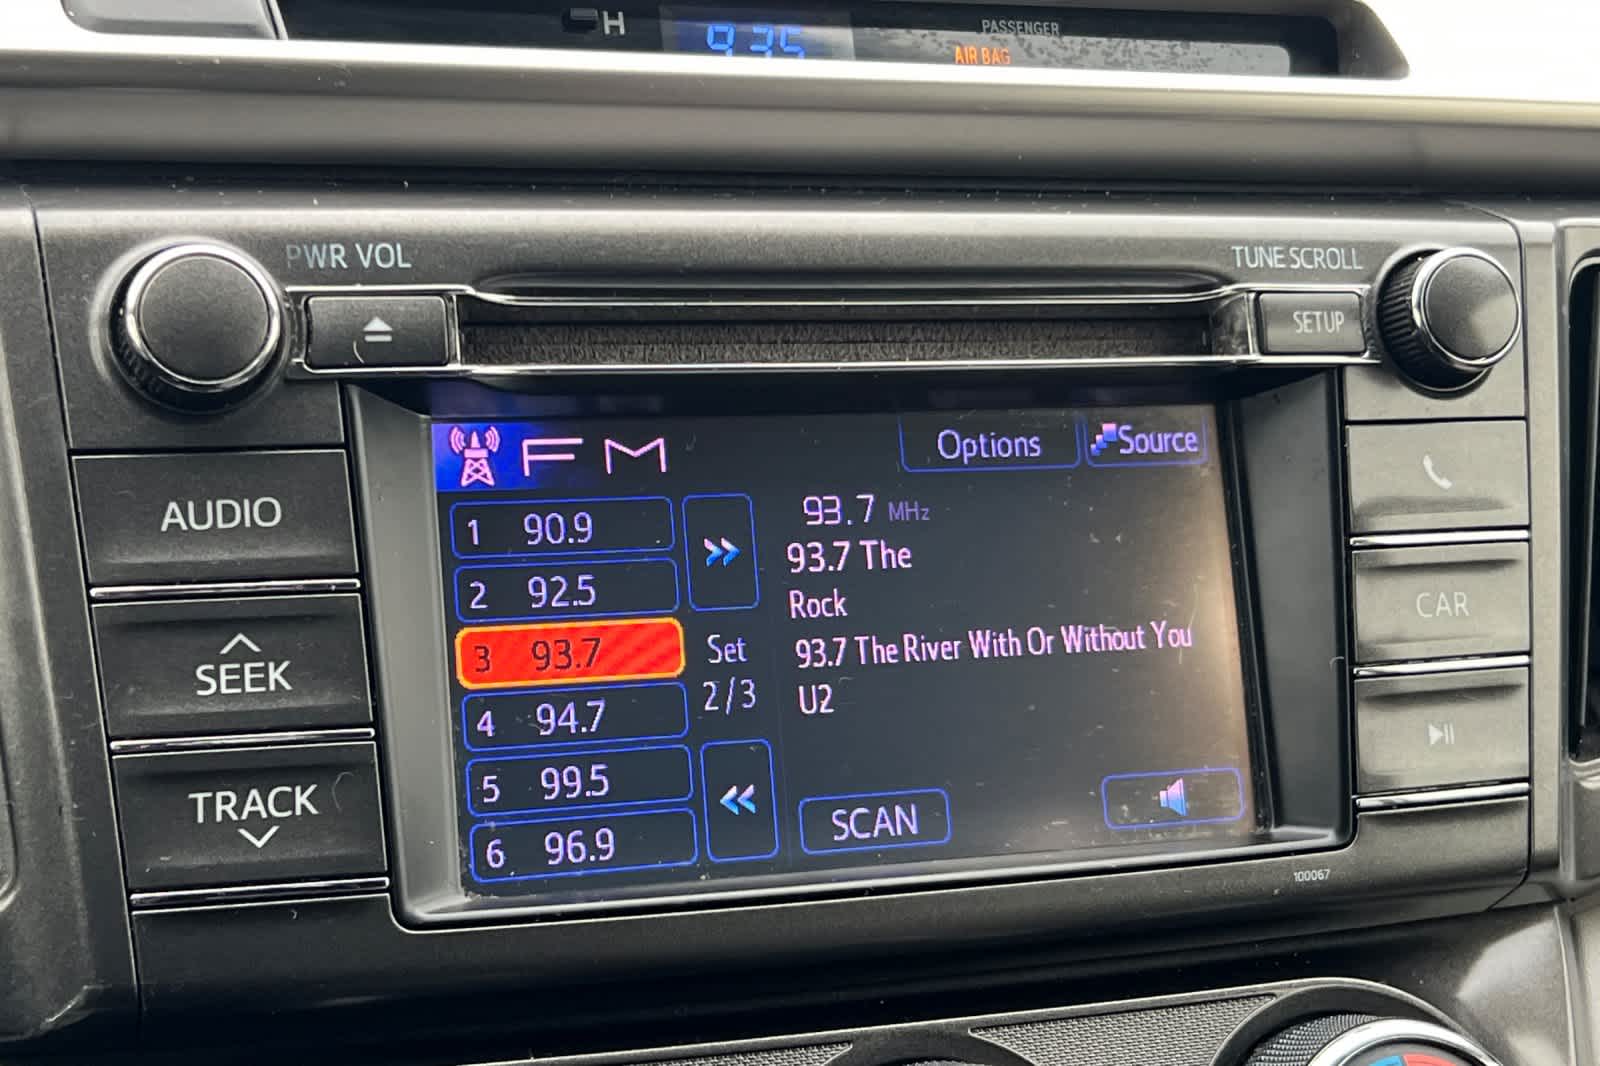 H
9:35
PASSENGER
AIR BAG
PWR VOL
TUNE SCROLL
SETUP
FM
Options
Source
AUDIO
SEEK
TRACK
1 90.9
2 92.5
3 93.7
4 94.7
5 99.5
6 96.9
Set
2/3
93.7 MHz
93.7 The
Rock
93.7 The River With Or Without You
U2
SCAN
CAR
100067